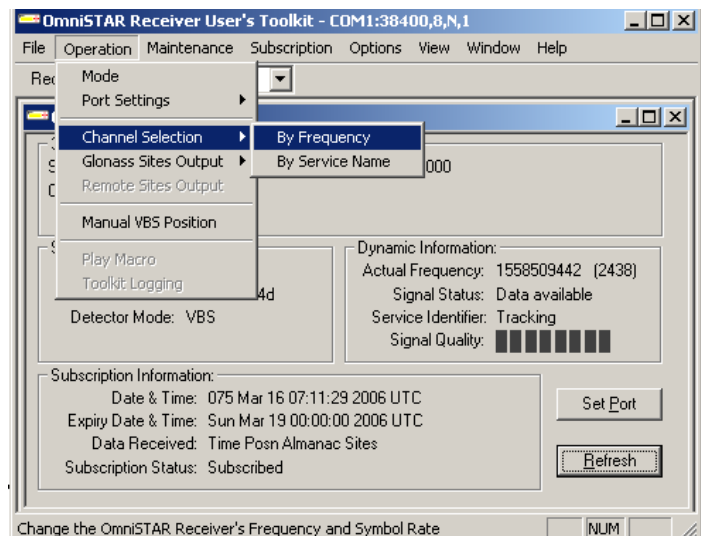 OmniSTAR Receiver User's Toolkit - COM1:38400,8,N,1
File Operation Maintenance Subscription Options View Window Help
Mode
Port Settings
Channel Selection
By Frequency
Glonass Sites Output
By Service Name
000
Remote Sites Output
Manual VBS Position
Play Macro
Toolkit Logging
4d
Detector Mode: VBS
Dynamic Information:
Actual Frequency: 1558509442 (2438)
Signal Status: Data available
Service Identifier: Tracking
Signal Quality:
Subscription Information:
Date & Time: 075 Mar 16 07:11:29 2006 UTC
Expiry Date & Time: Sun Mar 19 00:00:00 2006 UTC
Data Received: Time Posn Almanac Sites
Subscription Status: Subscribed
Set Port
Refresh
Change the OmniSTAR Receiver's Frequency and Symbol Rate
NUM